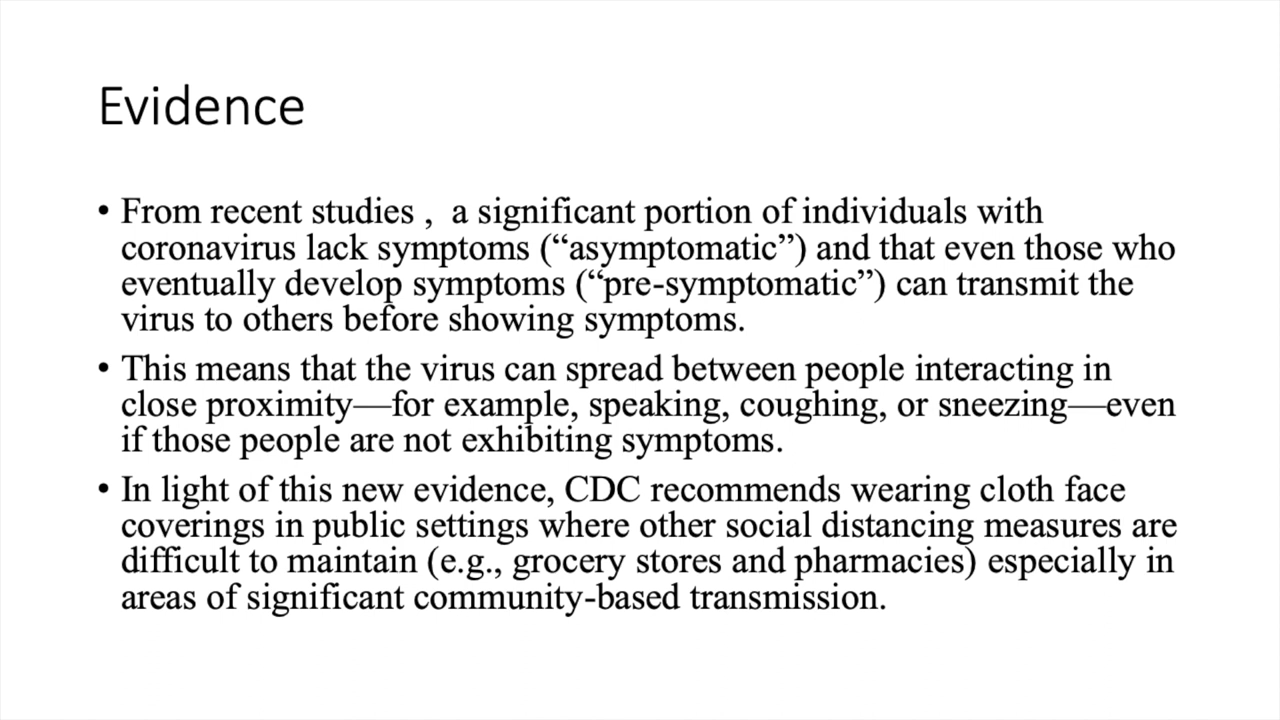 Evidence
• From recent studies ,  a significant portion of individuals with
coronavirus lack symptoms (“asymptomatic”) and that even those who
eventually develop symptoms (“pre-symptomatic”) can transmit the
virus to others before showing symptoms.
• This means that the virus can spread between people interacting in
close proximity—for example, speaking, coughing, or sneezing—even
if those people are not exhibiting symptoms.
• In light of this new evidence, CDC recommends wearing cloth face
coverings in public settings where other social distancing measures are
difficult to maintain (e.g., grocery stores and pharmacies) especially in
areas of significant community-based transmission.